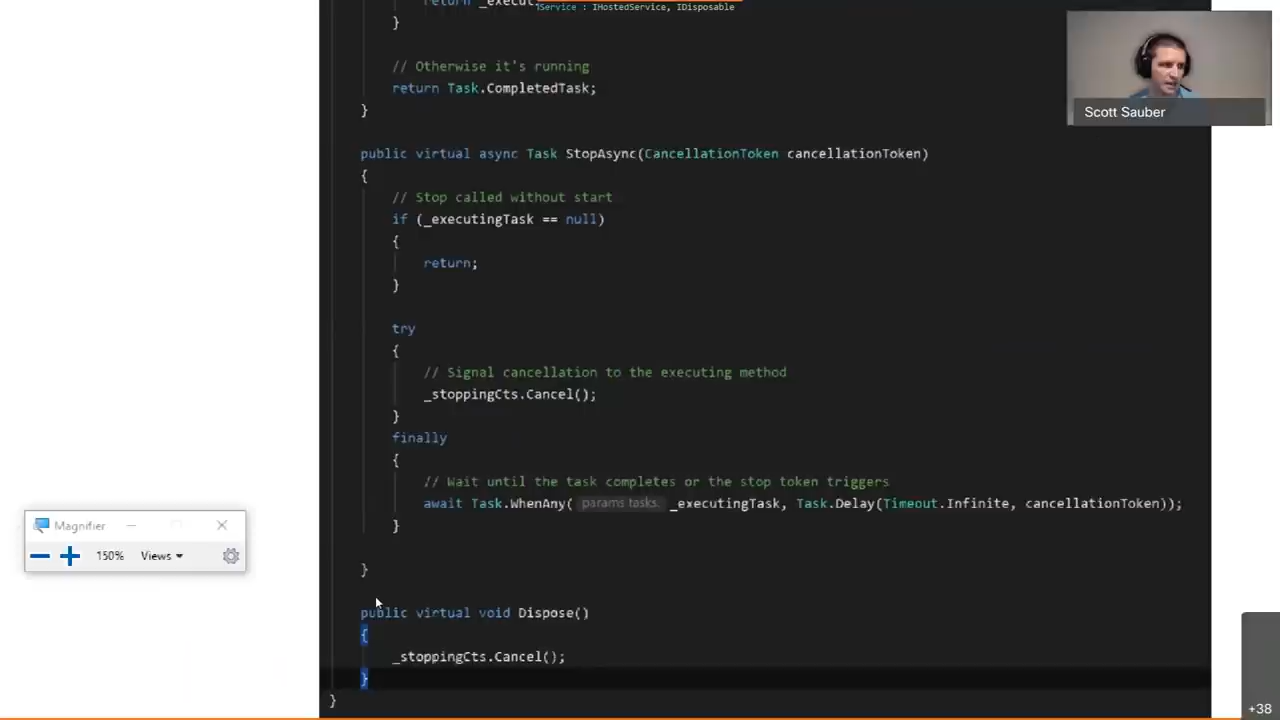 return _execut
Service : IHostedService, IDisposable
}
// Otherwise it's running
return Task.CompletedTask;
}
Scott Sauber
public virtual async Task StopAsync(CancellationToken cancellationToken)
{
// Stop called without start
if (_executingTask == null)
{
return;
}
try
{
// Signal cancellation to the executing method
_stoppingCts.Cancel();
}
finally
{
// Wait until the task completes or the stop token triggers
await Task.WhenAny( params tasks: _executingTask, Task.Delay(Timeout.Infinite, cancellationToken));
}
}
public virtual void Dispose()
{
_stoppingCts.Cancel();
}
}
Magnifier
150% Views
+38